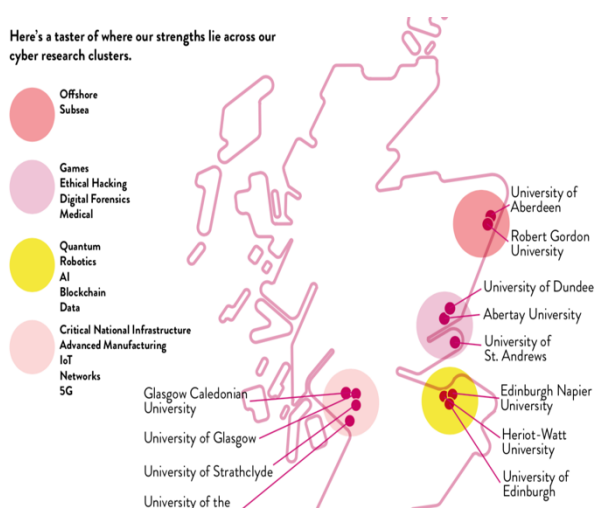 Here's a taster of where our strengths lie across our
cyber research clusters.
Offshore
Subsea
Games
Ethical Hacking
Digital Forensics
Medical
Quantum
Robotics
AI
Blockchain
Data
Critical National Infrastructure
Advanced Manufacturing
IoT
Networks
5G
University of
Aberdeen
Robert Gordon
University
University of Dundee
Abertay University
University of
St. Andrews
Edinburgh Napier
University
Heriot-Watt
University
University of
Edinburgh
Glasgow Caledonian
University
University of Glasgow
University of Strathclyde
University of the